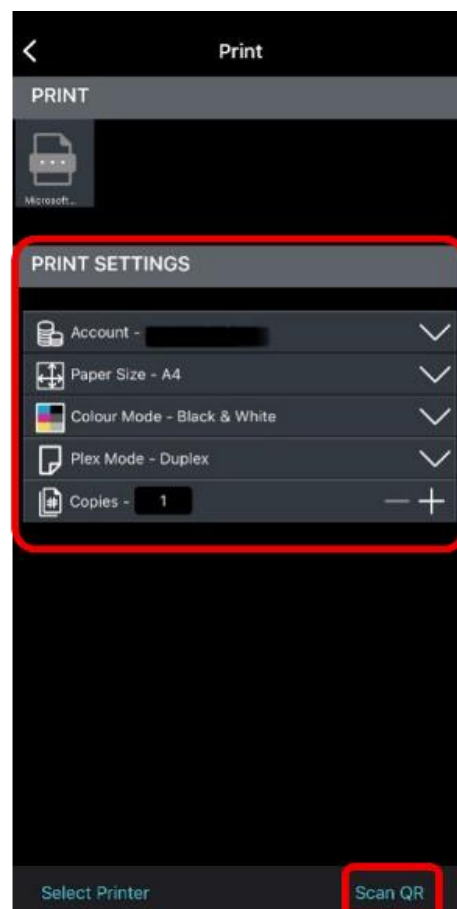 Print
PRINT
Microsoft...
PRINT SETTINGS
Account -
Paper Size - A4
Colour Mode - Black & White
Plex Mode - Duplex
Copies - 1
Select Printer
Scan QR